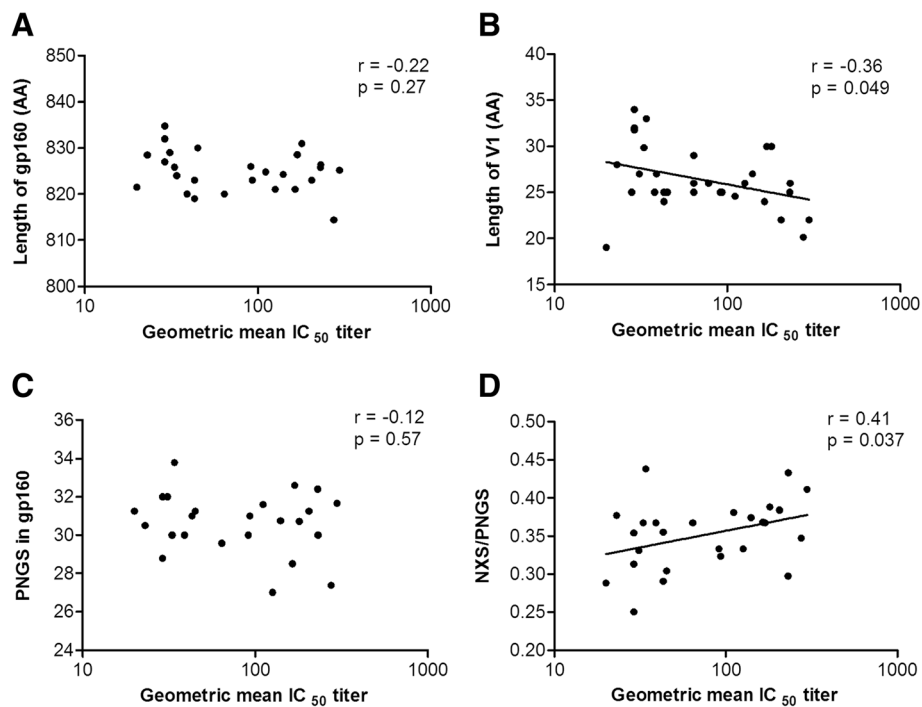 A
r = -0.22
p = 0.27
Length of gp160 (AA)
850
840
830
820
810
800
10
100
1000
Geometric mean IC 50 titer
B
r = -0.36
p = 0.049
Length of V1 (AA)
40
35
30
25
20
15
10
100
1000
Geometric mean IC 50 titer
C
r = -0.12
p = 0.57
PNGS in gp160
36
34
32
30
28
26
24
10
100
1000
Geometric mean IC 50 titer
D
r = 0.41
p = 0.037
NXS/PNGS
0.50
0.45
0.40
0.35
0.30
0.25
0.20
10
100
1000
Geometric mean IC 50 titer